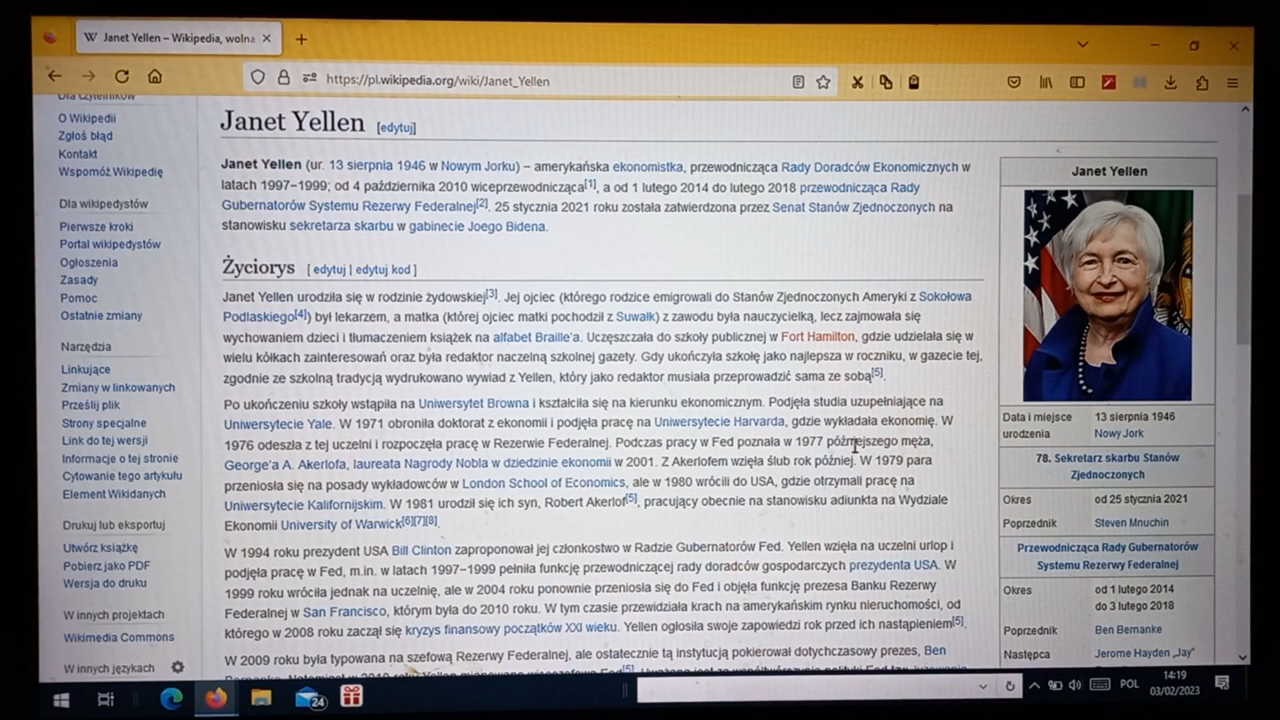 Janet Yellen – Wikipedia, wolna
https://pl.wikipedia.org/wiki/Janet_Yellen
Dla czytelników
O Wikipedii
Zgłoś błąd
Kontakt
Wspomóż Wikipedię
Dla wikipedystów
Pierwsze kroki
Portal wikipedystów
Ogłoszenia
Zasady
Pomoc
Ostatnie zmiany
Narzędzia
Linkujące
Zmiany w linkowanych
Prześlij plik
Strony specjalne
Link do tej wersji
Informacje o tej stronie
Cytowanie tego artykułu
Element Wikidanych
Drukuj lub eksportuj
Utwórz książkę
Pobierz jako PDF
Wersja do druku
W innych projektach
Wikimedia Commons
W innych językach
Janet Yellen [edytuj]
Janet Yellen (ur. 13 sierpnia 1946 w Nowym Jorku) – amerykańska ekonomistka, przewodnicząca Rady Doradców Ekonomicznych w
latach 1997–1999; od 4 października 2010 wiceprzewodnicząca[1], a od 1 lutego 2014 do lutego 2018 przewodnicząca Rady
Gubernatorów Systemu Rezerwy Federalnej[2]. 25 stycznia 2021 roku została zatwierdzona przez Senat Stanów Zjednoczonych na
stanowisku sekretarza skarbu w gabinecie Joego Bidena.
Życiorys [ edytuj | edytuj kod ]
Janet Yellen urodziła się w rodzinie żydowskiej[3]. Jej ojciec (którego rodzice emigrowali do Stanów Zjednoczonych Ameryki z Sokołowa
Podlaskiego[4]) był lekarzem, a matka (której ojciec matki pochodził z Suwałk) z zawodu była nauczycielką, lecz zajmowała się
wychowaniem dzieci i tłumaczeniem książek na alfabet Braille'a. Uczęszczała do szkoły publicznej w Fort Hamilton, gdzie udzielała się w
wielu kółkach zainteresowań oraz była redaktor naczelną szkolnej gazety. Gdy ukończyła szkołę jako najlepsza w roczniku, w gazecie tej,
zgodnie ze szkolną tradycją wydrukowano wywiad z Yellen, który jako redaktor musiała przeprowadzić sama ze sobą[5].
Po ukończeniu szkoły wstąpiła na Uniwersytet Browna i kształciła się na kierunku ekonomicznym. Podjęła studia uzupełniające na
Uniwersytecie Yale. W 1971 obroniła doktorat z ekonomii i podjęła pracę w Uniwersytecie Harvarda, gdzie wykładała ekonomię. W
1976 odeszła z tej uczelni i rozpoczęła pracę w Rezerwie Federalnej. Podczas pracy w Fed poznała w 1977 późniejszego męża,
George'a A. Akerlofa, laureata Nagrody Nobla w dziedzinie ekonomii w 2001. Z Akerlofem wzięła ślub rok później. W 1979 para
przeniosła się na posady wykładowców w London School of Economics, ale w 1980 wrócili do USA, gdzie otrzymali pracę na
Uniwersytecie Kalifornijskim. W 1981 urodził się ich syn, Robert Akerlof[5], pracujący obecnie na stanowisku adiunkta na Wydziale
Ekonomii University of Warwick[6][7][8].
W 1994 roku prezydent USA Bill Clinton zaproponował jej członkostwo w Radzie Gubernatorów Fed. Yellen wzięła na uczelni urlop i
podjęła pracę w Fed, m.in. w latach 1997–1999 pełniła funkcję przewodniczącej rady doradców gospodarczych prezydenta USA. W
1999 roku wróciła jednak na uczelnię, ale w 2004 roku ponownie przeniosła się do Fed i objęła funkcję prezesa Banku Rezerwy
Federalnej w San Francisco, którym była do 2010 roku. W tym czasie przewidziała krach na amerykańskim rynku nieruchomości, od
którego w 2008 roku zaczął się kryzys finansowy początków XXI wieku. Yellen ogłosiła swoje zapowiedzi rok przed ich nastąpieniem[5].
W 2009 roku była typowana na szefową Rezerwy Federalnej, ale ostatecznie tą instytucją pokierował dotychczasowy prezes, Ben
Janet Yellen
Data i miejsce urodzenia
13 sierpnia 1946
Nowy Jork
78. Sekretarz skarbu Stanów
Zjednoczonych
Okres od 25 stycznia 2021
Poprzednik Steven Mnuchin
Przewodnicząca Rady Gubernatorów
Systemu Rezerwy Federalnej
Okres od 1 lutego 2014
do 3 lutego 2018
Poprzednik Ben Bernanke
Następca Jerome Hayden „Jay”
24
POL
14:19
03/02/2023